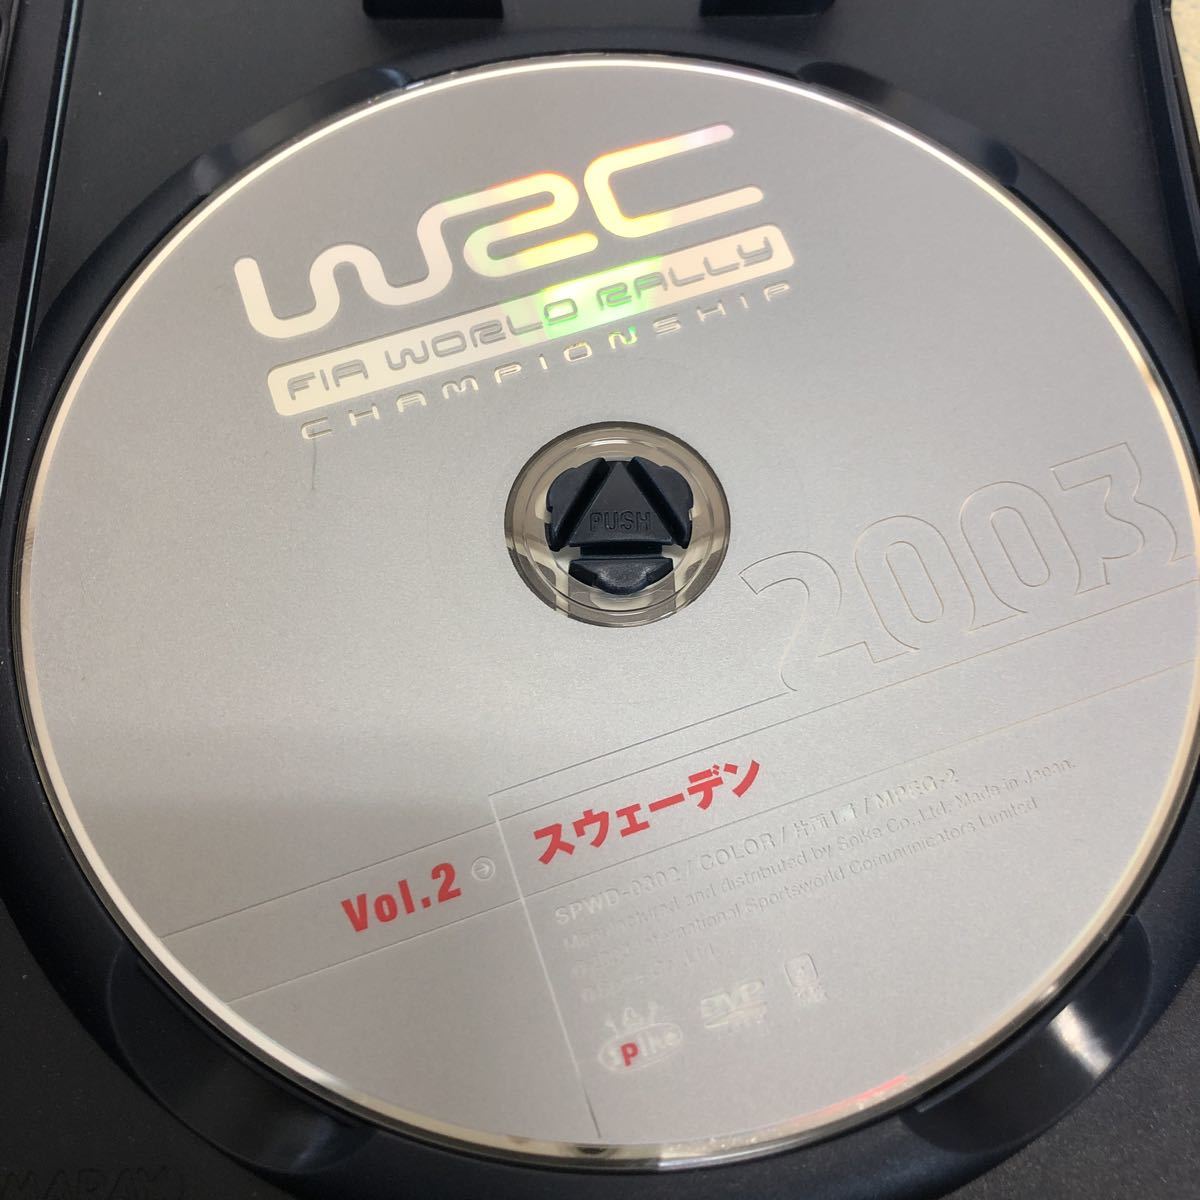 WRC
FIA WORLD RALLY
CHAMPIONSHIP
PUSH
2003
Vol.2
スウェーデン
SPWD-0302 / COLOR / 片面1層 / MPEG-2
Manufactured and distributed by Spike Co.,Ltd. Made in Japan.
International Sportsworld Communicators Limited
Spike
DVD